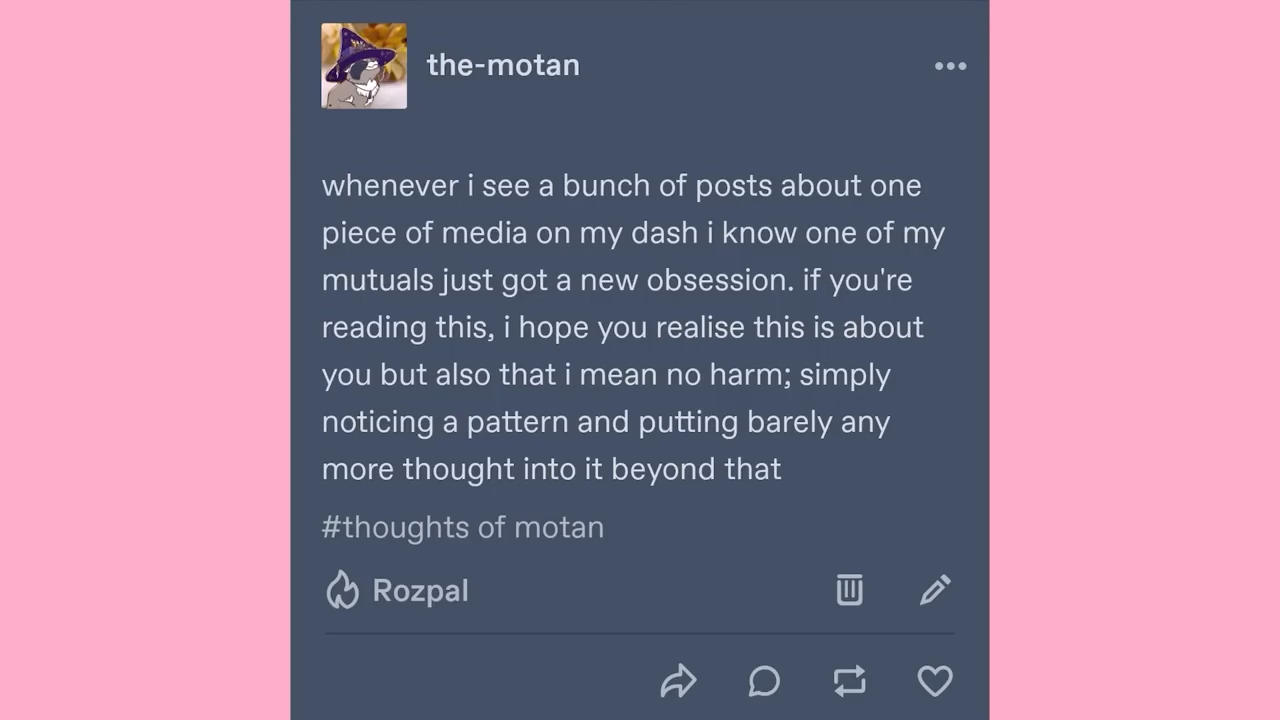 the-motan
whenever i see a bunch of posts about one
piece of media on my dash i know one of my
mutuals just got a new obsession. if you're
reading this, i hope you realise this is about
you but also that i mean no harm; simply
noticing a pattern and putting barely any
more thought into it beyond that
#thoughts of motan
Rozpal